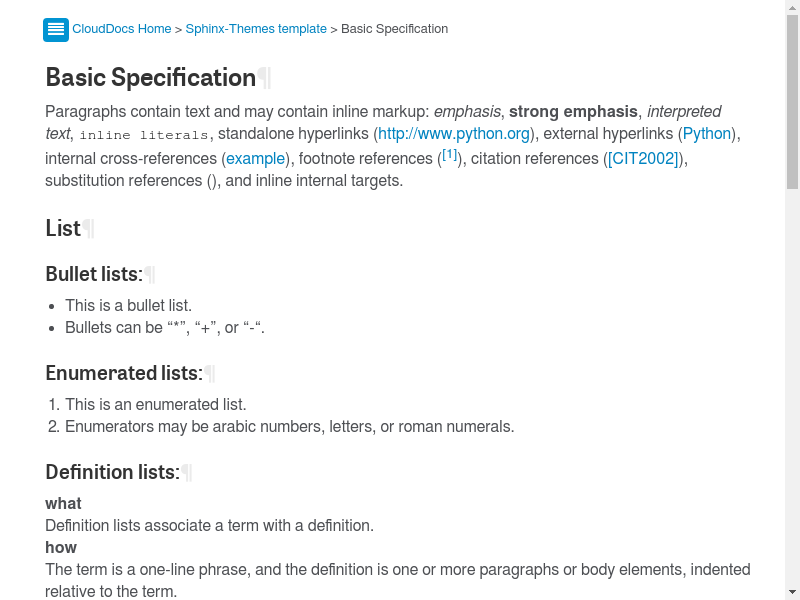 CloudDocs Home > Sphinx-Themes template > Basic Specification
Basic Specification¶
Paragraphs contain text and may contain inline markup: emphasis, strong emphasis, interpreted
text, inline literals, standalone hyperlinks (http://www.python.org), external hyperlinks (Python),
internal cross-references (example), footnote references ([1]), citation references ([CIT2002]),
substitution references (), and inline internal targets.
List¶
Bullet lists:¶
• This is a bullet list.
• Bullets can be “*”, “+”, or “-“.
Enumerated lists:¶
1. This is an enumerated list.
2. Enumerators may be arabic numbers, letters, or roman numerals.
Definition lists:¶
what
Definition lists associate a term with a definition.
how
The term is a one-line phrase, and the definition is one or more paragraphs or body elements, indented
relative to the term.